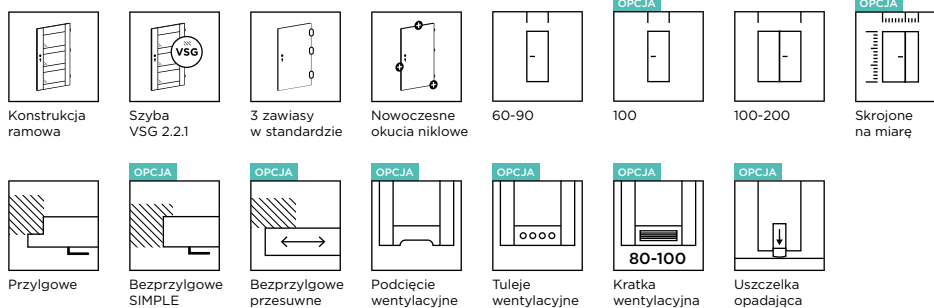 OPCJA
OPCJA
VSG
Konstrukcja
ramowa
Szyba
VSG 2.2.1
3 zawiasy
w standardzie
Nowoczesne
okucia niklowe
60-90
100
100-200
Skrojone
na miarę
OPCJA
OPCJA
OPCJA
OPCJA
OPCJA
OPCJA
80-100
Przylgowe
Bezprzylgowe
SIMPLE
Bezprzylgowe
przesuwne
Podcięcie
wentylacyjne
Tuleje
wentylacyjne
Kratka
wentylacyjna
Uszczelka
opadająca